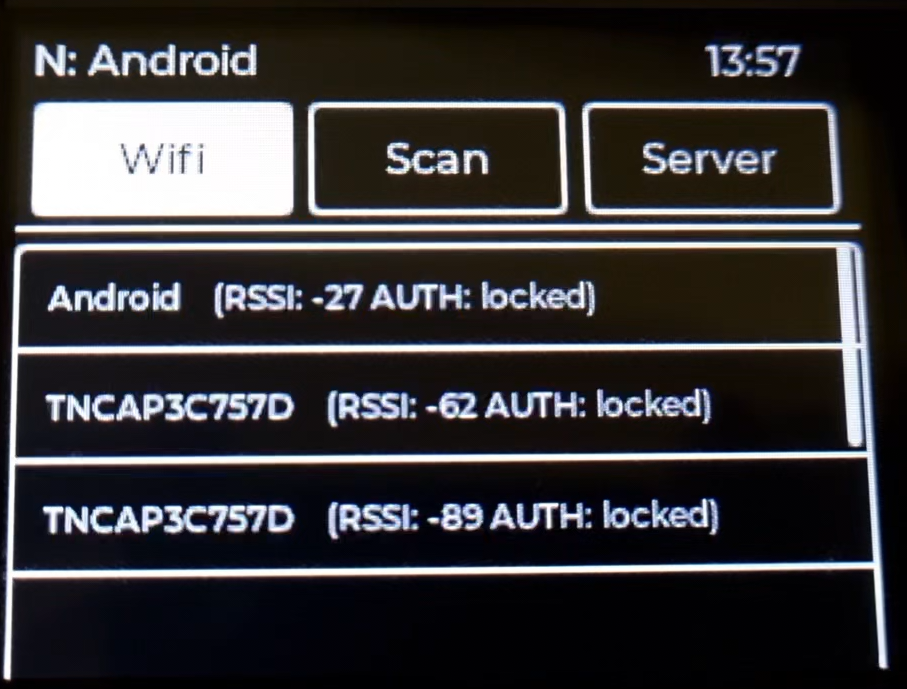 N: Android 13:57
Wifi Scan Server
Android (RSSI: -27 AUTH: locked)
TNCAP3C757D (RSSI: -62 AUTH: locked)
TNCAP3C757D (RSSI: -89 AUTH: locked)